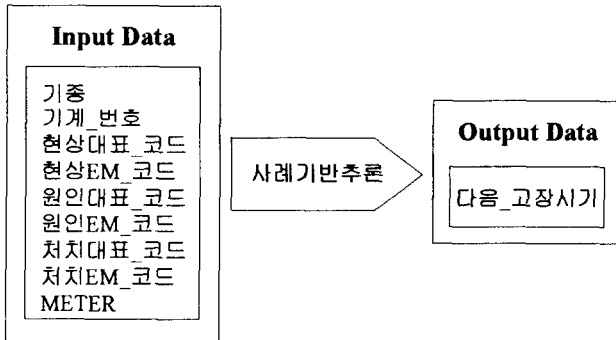 Input Data
기종
기계_번호
현상대표_코드
현상EM_코드
원인대표_코드
원인EM_코드
처치대표_코드
처치EM_코드
METER
사례기반추론
Output Data
다음_고장시기